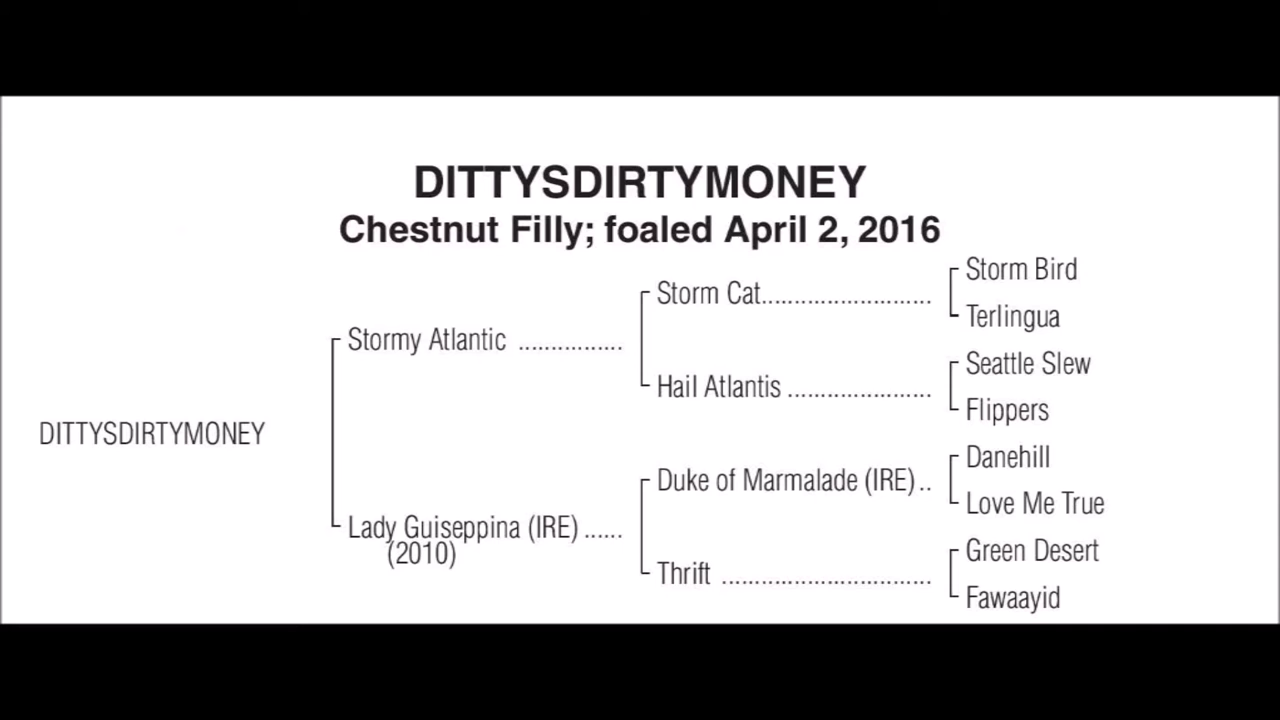 DITTYSDIRTYMONEY
Chestnut Filly; foaled April 2, 2016
Storm Bird
Storm Cat..........................
Terlingua
Stormy Atlantic ................
Seattle Slew
Hail Atlantis ......................
Flippers
DITTYSDIRTYMONEY
Danehill
Duke of Marmalade (IRE) ..
Love Me True
Lady Guiseppina (IRE) ......
(2010)
Green Desert
Thrift ................................
Fawaayid